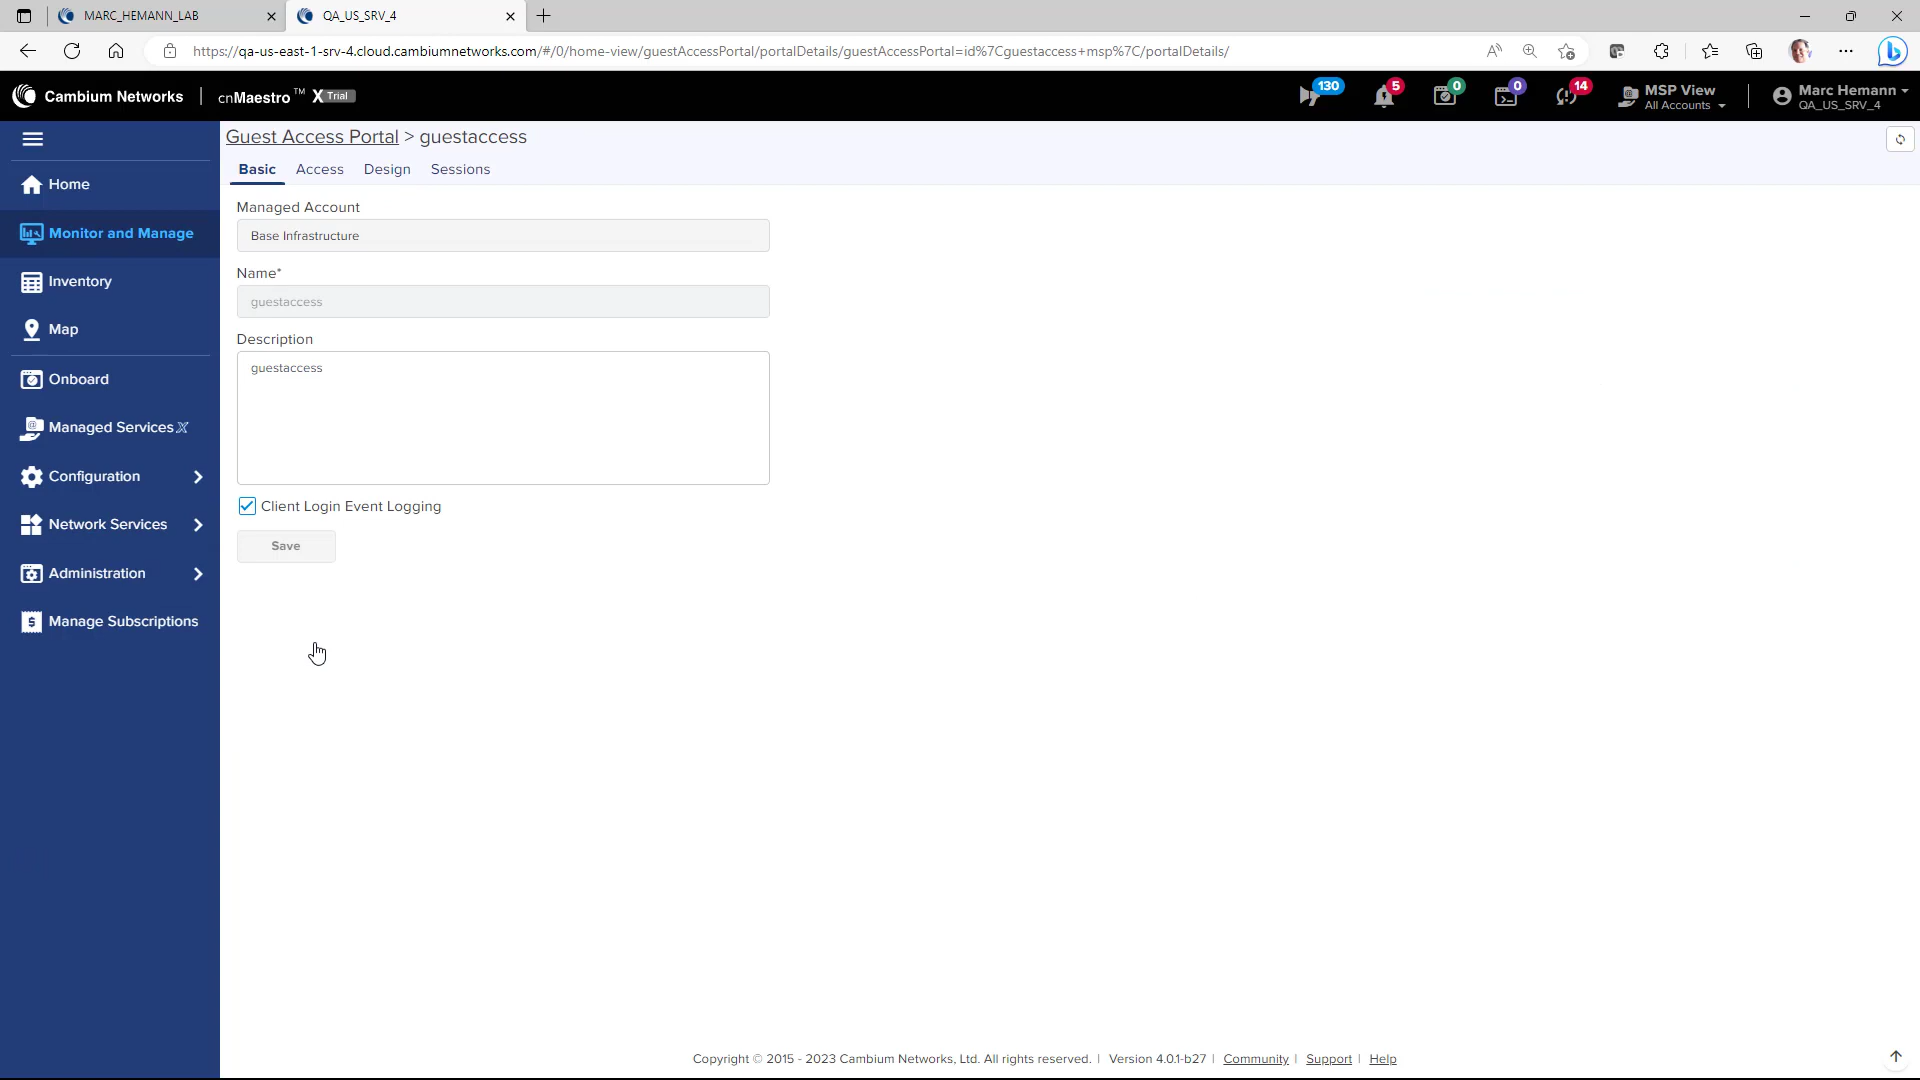 MARC_HEMANN_LAB
QA_US_SRV_4
https://qa-us-east-1-srv-4.cloud.cambiumnetworks.com/#/0/home-view/guestAccessPortal/portalDetails/guestAccessPortal=id%7Cguestaccess+msp%7C/portalDetails/
Cambium Networks | cnMaestro™ X Trial
130
5
0
0
14
MSP View
All Accounts
Marc Hemann
QA_US_SRV_4
Guest Access Portal > guestaccess
Basic Access Design Sessions
Home
Monitor and Manage
Inventory
Map
Onboard
Managed Services X
Configuration
Network Services
Administration
Manage Subscriptions
Managed Account
Base Infrastructure
Name*
guestaccess
Description
guestaccess
Client Login Event Logging
Save
Copyright © 2015 - 2023 Cambium Networks, Ltd. All rights reserved. | Version 4.0.1-b27 | Community | Support | Help